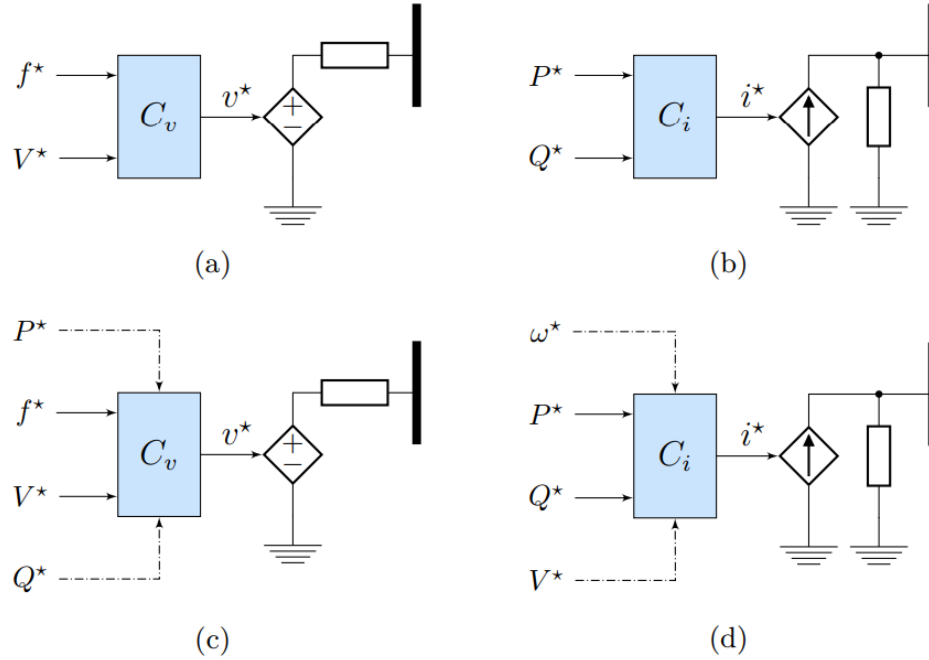 f* P*
C_v v* C_i i*
V* Q*
(a) (b)
P* ω*
f* P*
C_v v* C_i i*
V* Q*
Q* V*
(c) (d)